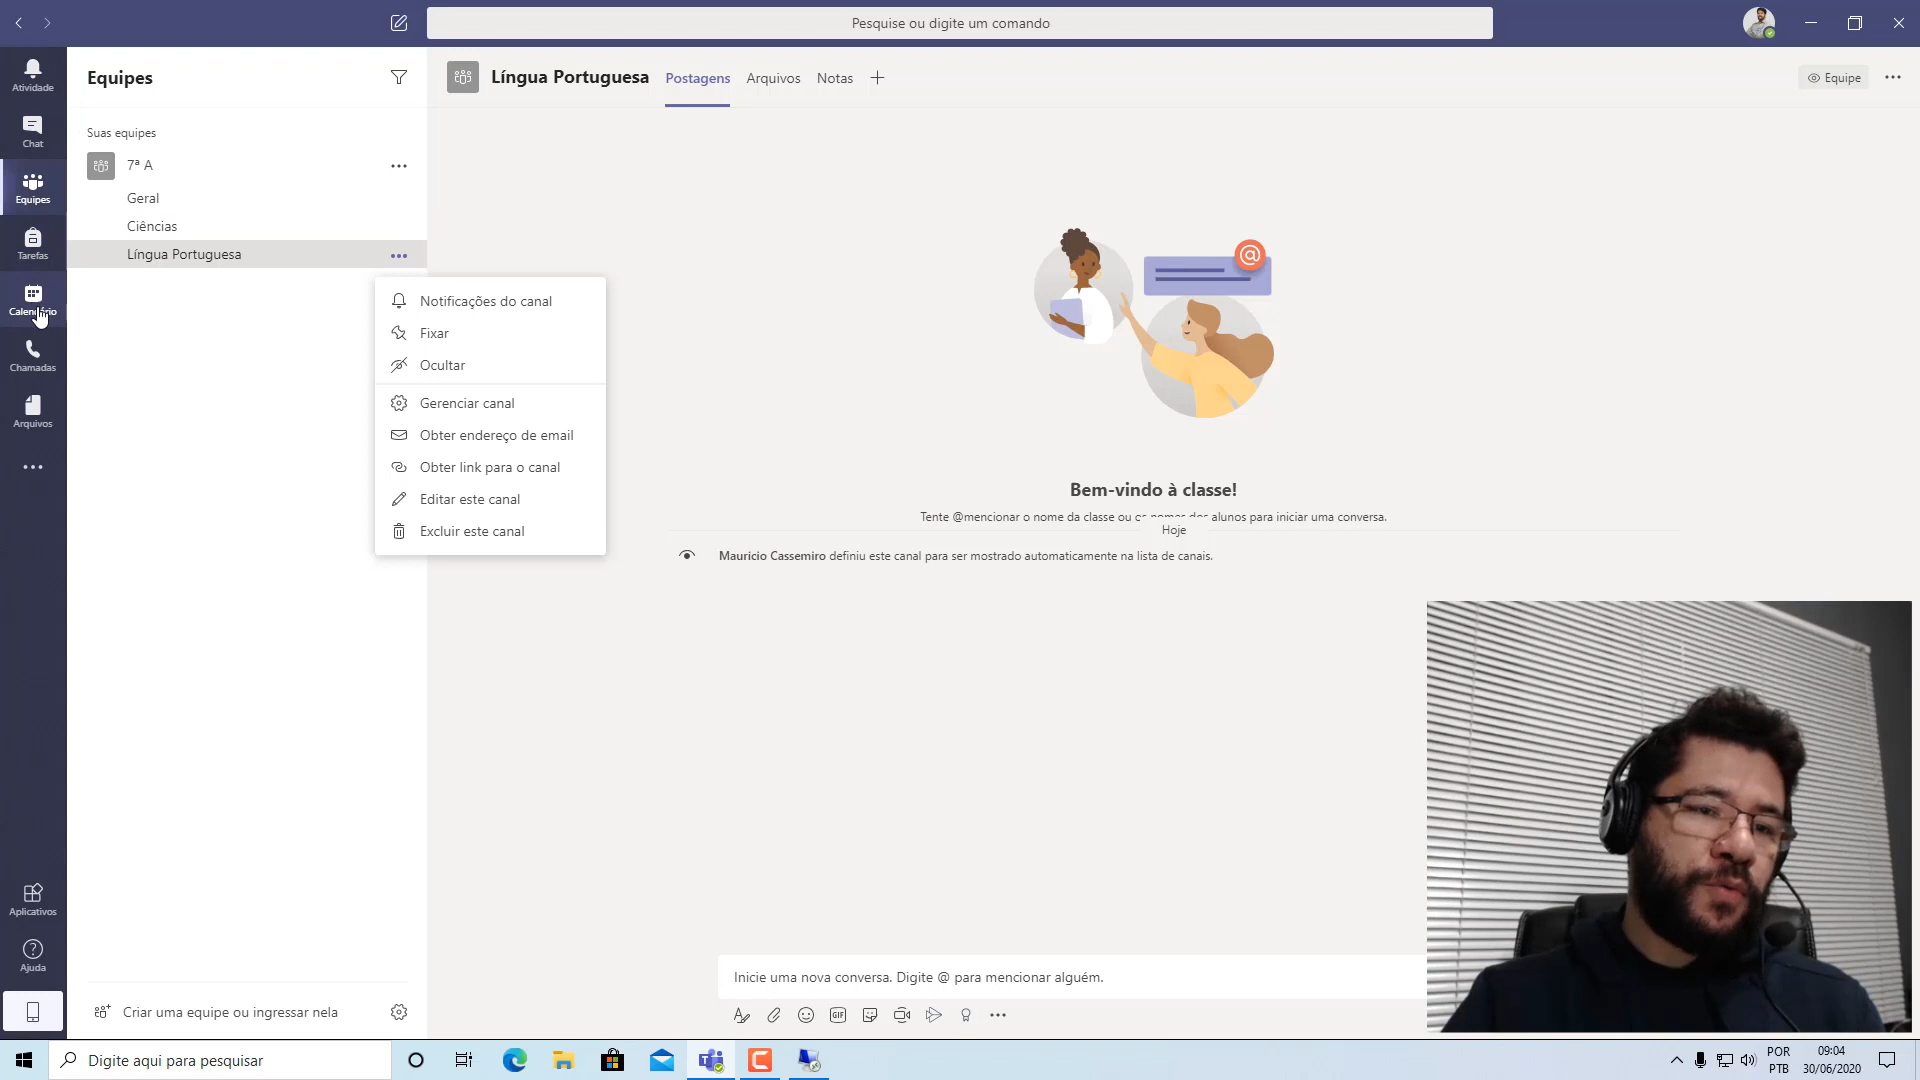 Pesquise ou digite um comando
Atividade
Chat
Equipes
Tarefas
Calendário
Chamadas
Arquivos
Aplicativos
Ajuda
Equipes
Suas equipes
7ª A
Geral
Ciências
Língua Portuguesa
Notificações do canal
Fixar
Ocultar
Gerenciar canal
Obter endereço de email
Obter link para o canal
Editar este canal
Excluir este canal
Criar uma equipe ou ingressar nela
Língua Portuguesa Postagens Arquivos Notas
Equipe
@
Bem-vindo à classe!
Tente @mencionar o nome da classe ou os nomes dos alunos para iniciar uma conversa.
Hoje
Mauricio Cassemiro definiu este canal para ser mostrado automaticamente na lista de canais.
Inicie uma nova conversa. Digite @ para mencionar alguém.
GIF
Digite aqui para pesquisar
POR
PTB
09:04
30/06/2020